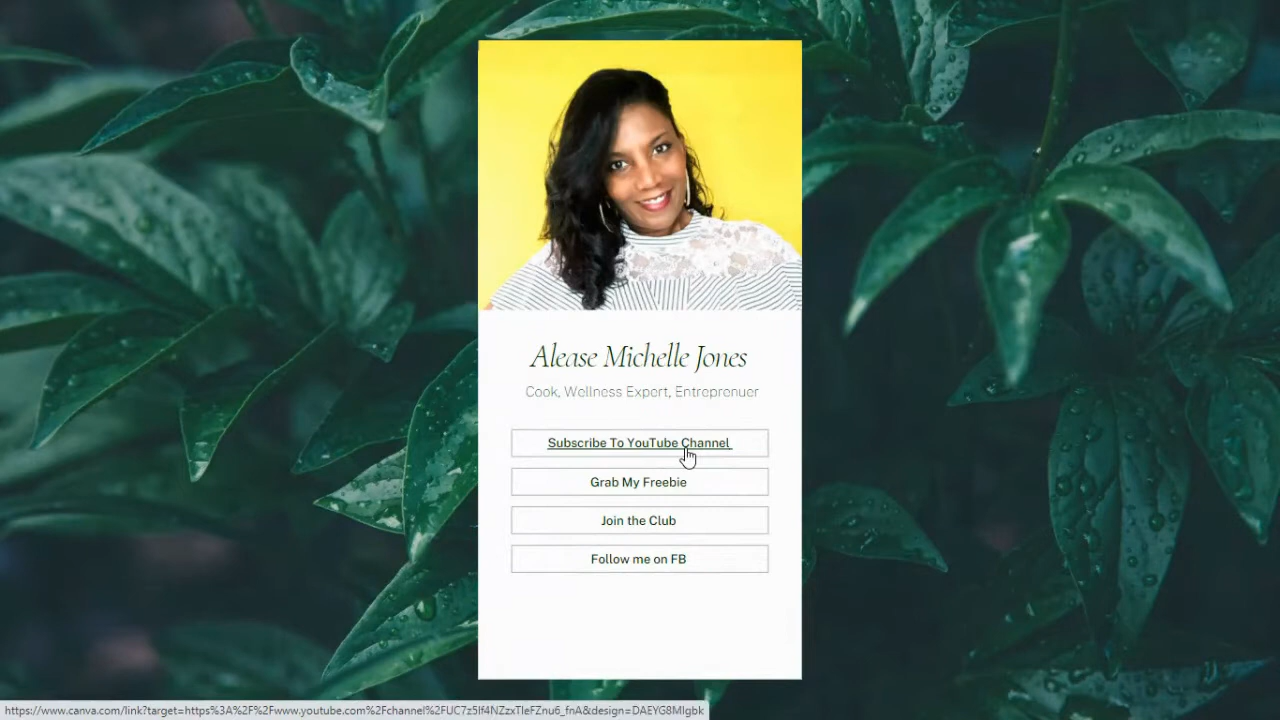 Alease Michelle Jones
Cook, Wellness Expert, Entreprenuer
Subscribe To YouTube Channel
Grab My Freebie
Join the Club
Follow me on FB
https://www.canva.com/link?target=https%3A%2F%2Fwww.youtube.com%2Fchannel%2FUC7z5If4NZzxTleFZnu6_fnA&design=DAEYG8MIgbk